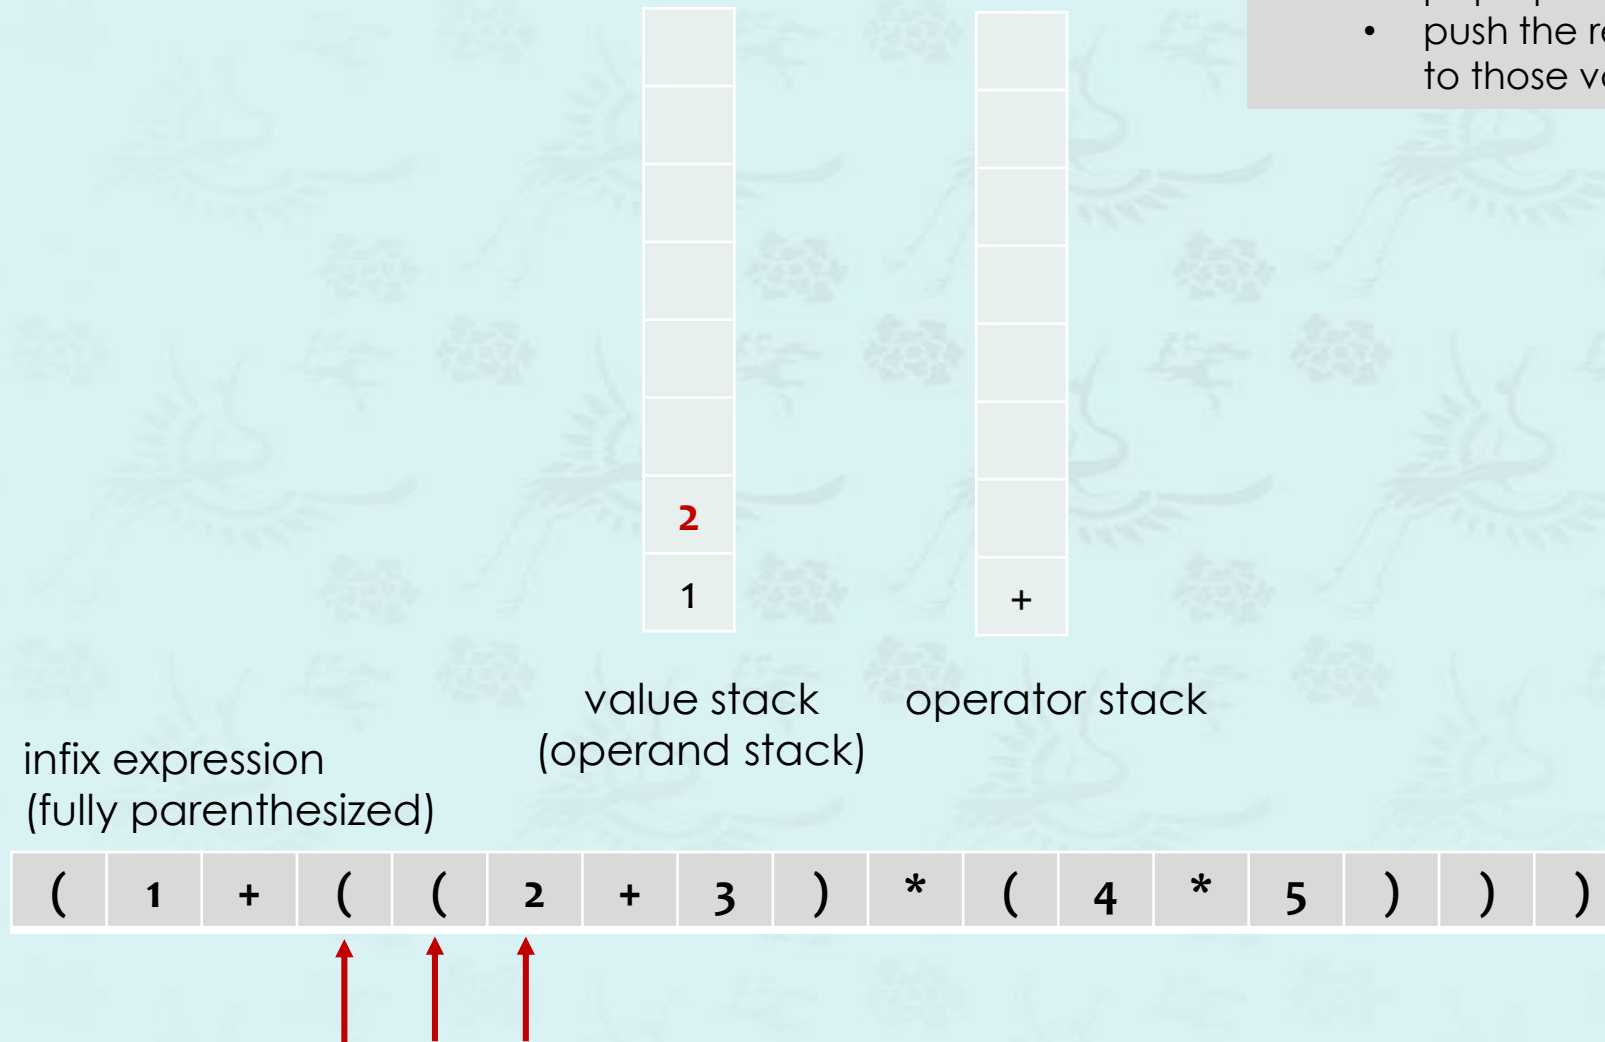 • push the
to those
2
1
+
value stack
(operand stack)
operator stack
infix expression
(fully parenthesized)
( 1 + ( ( 2 + 3 ) * ( 4 * 5 ) ) )